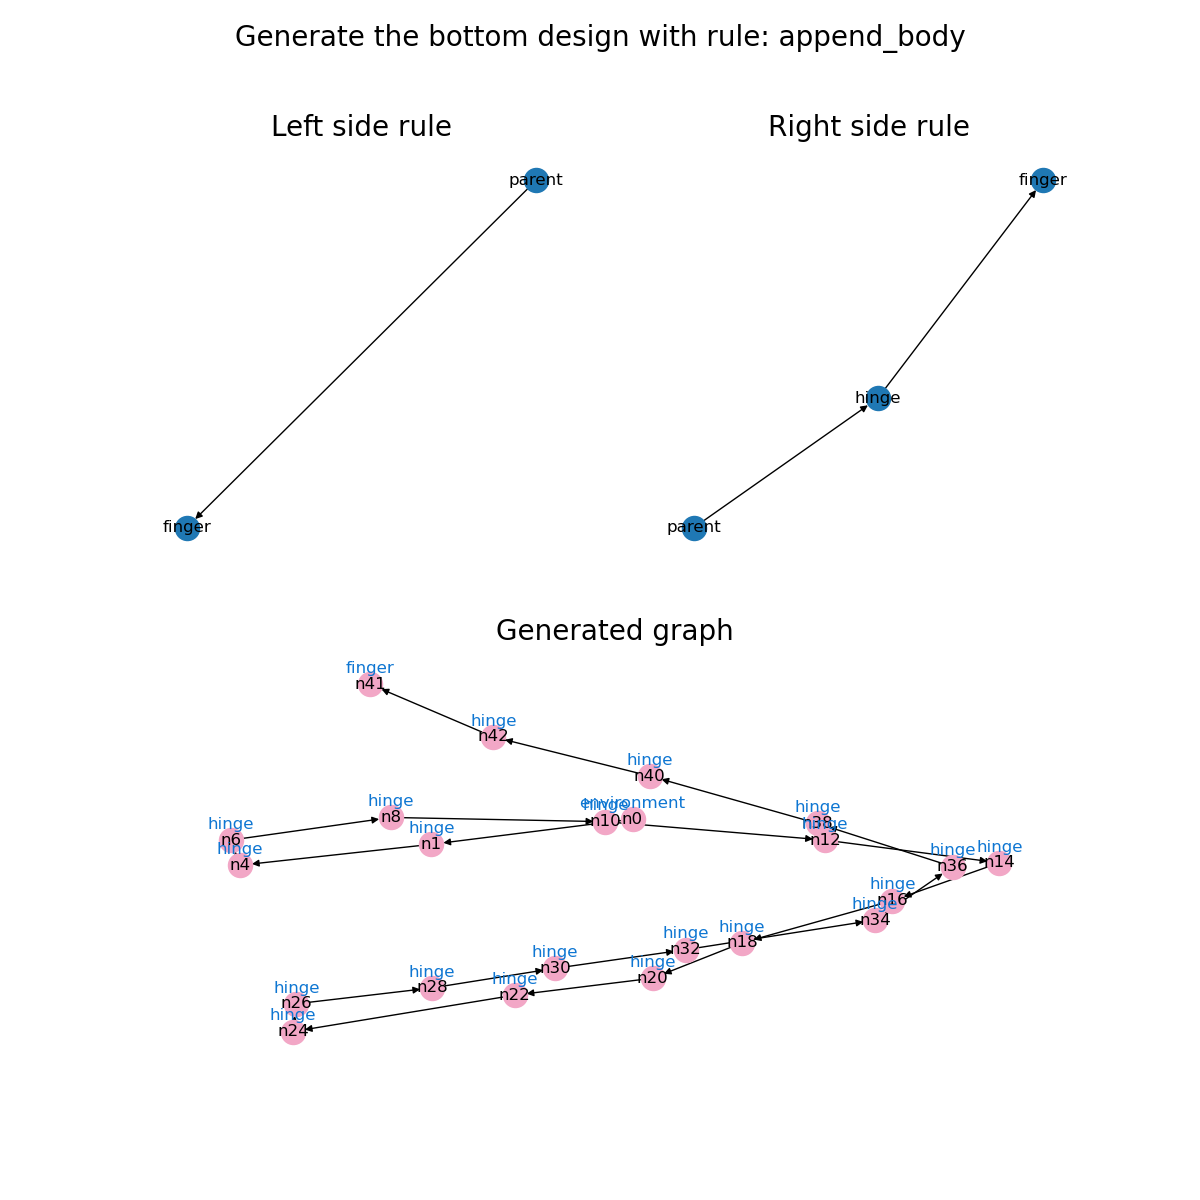 Generate the bottom design with rule: append_body
Left side rule
Right side rule
parent
finger
finger
hinge
parent
Generated graph
finger
n41
hinge
n42
hinge
n40
hinge
n8
hinge
n10
environment
n0
hinge
n38
hinge
n6
hinge
n1
hinge
n12
hinge
n4
hinge
n36
hinge
n14
hinge
n16
hinge
n34
hinge
n32
hinge
n18
hinge
n30
hinge
n20
hinge
n28
hinge
n22
hinge
n26
hinge
n24